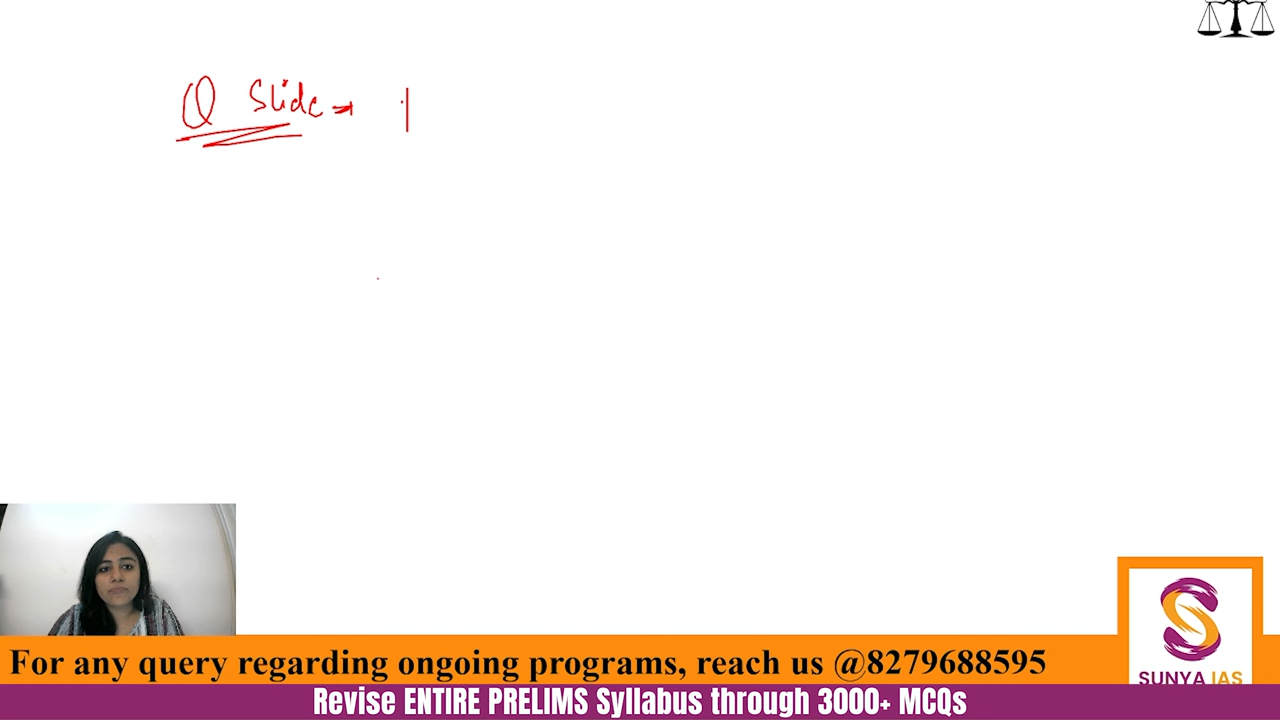 Q Slide →
For any query regarding ongoing programs, reach us @8279688595
SUNYA IAS
Revise ENTIRE PRELIMS Syllabus through 3000+ MCQs